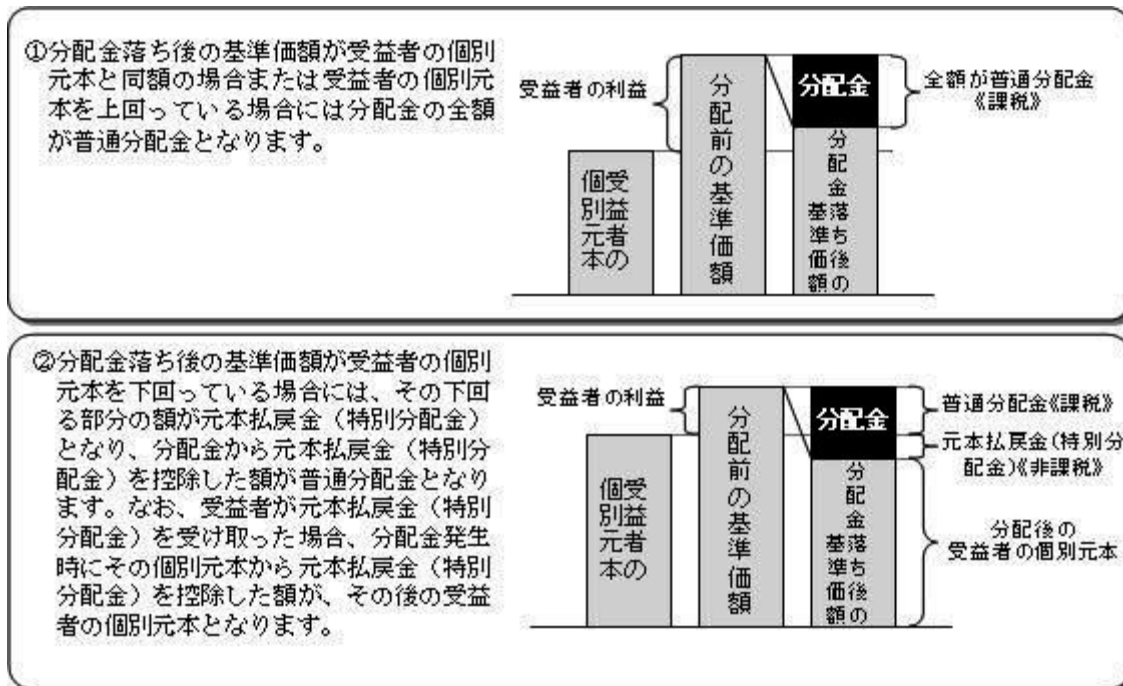 ①分配金落ち後の基準価額が受益者の個別
元本と同額の場合または受益者の個別元
本を上回っている場合には分配金の全額
が普通分配金となります。
受益者の利益
受益者の
個別元本
分配前の基準価額
分配金
分配金落ち後の
基準価額
全額が普通分配金
《課税》
②分配金落ち後の基準価額が受益者の個別
元本を下回っている場合には、その下回
る部分の額が元本払戻金（特別分配金）
となり、分配金から元本払戻金（特別分
配金）を控除した額が普通分配金となり
ます。なお、受益者が元本払戻金（特別
分配金）を受け取った場合、分配金発生
時にその個別元本から元本払戻金（特別
分配金）を控除した額が、その後の受益
者の個別元本となります。
受益者の利益
受益者の
個別元本
分配前の基準価額
分配金
分配金落ち後の
基準価額
普通分配金《課税》
元本払戻金（特別分
配金）《非課税》
分配後の
受益者の個別元本